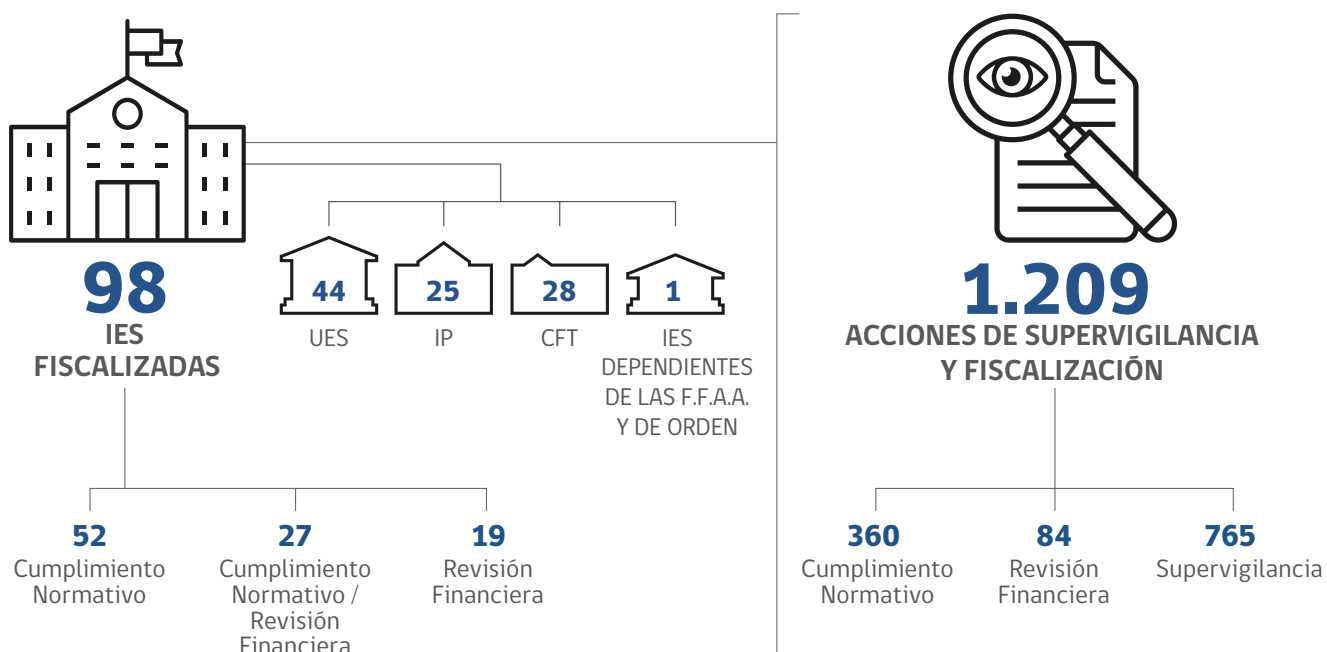 98
IES
FISCALIZADAS
44
UES
25
IP
28
CFT
1
IES
DEPENDIENTES
DE LAS F.F.A.A.
Y DE ORDEN
52
Cumplimiento
Normativo
27
Cumplimiento
Normativo /
Revisión
Financiera
19
Revisión
Financiera
1.209
ACCIONES DE SUPERVIGILANCIA
Y FISCALIZACIÓN
360
Cumplimiento
Normativo
84
Revisión
Financiera
765
Supervigilancia